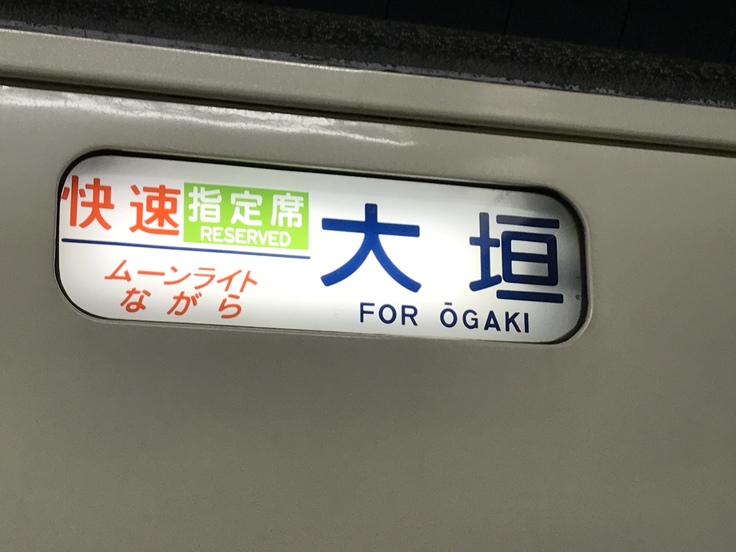 快速 指定席
RESERVED
ムーンライト
ながら
大垣
FOR ŌGAKI